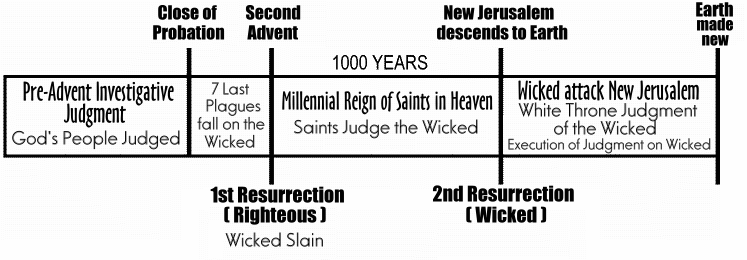 Close of
Probation
Second
Advent
New Jerusalem
descends to Earth
Earth
made
new
1000 YEARS
Pre-Advent Investigative
Judgment
God's People Judged
7 Last
Plagues
fall on the
Wicked
Millennial Reign of Saints in Heaven
Saints Judge the Wicked
Wicked attack New Jerusalem
White Throne Judgment
of the Wicked
Execution of Judgment on Wicked
1st Resurrection
( Righteous )
Wicked Slain
2nd Resurrection
( Wicked )